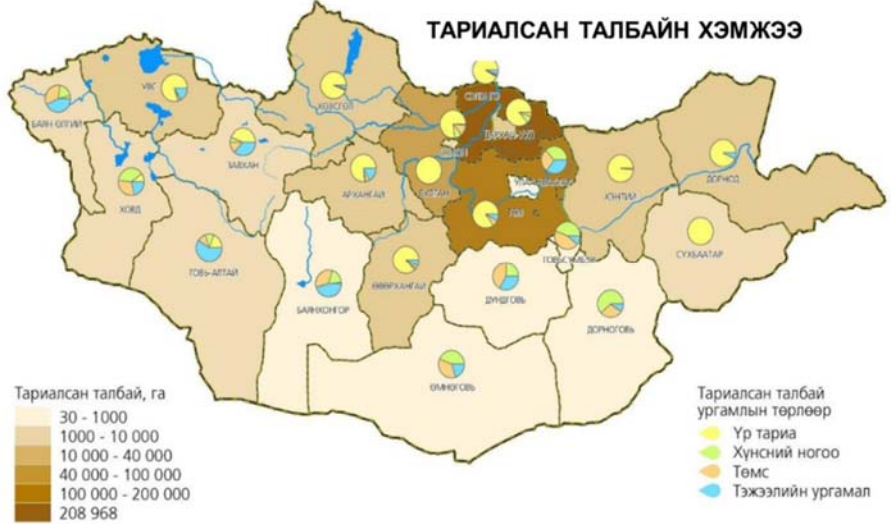 ТАРИАЛСАН ТАЛБАЙН ХЭМЖЭЭ
УВС
БАЯН-ӨЛГИЙ
ХӨВСГӨЛ
СЭЛЭНГЭ
ЗАВХАН
АРХАНГАЙ
БУЛГАН
ХЭНТИЙ
ДОРНОД
ХОВД
ГОВЬ-АЛТАЙ
БАЯНХОНГОР
ӨВӨРХАНГАЙ
ГОВЬСҮМБЭР
СҮХБААТАР
ДУНДГОВЬ
ДОРНОГОВЬ
ӨМНӨГОВЬ
Тариалсан талбай, га
30 - 1000
1000 - 10 000
10 000 - 40 000
40 000 - 100 000
100 000 - 200 000
208 968
Тариалсан талбай
ургамлын төрлөөр
Үр тариа
Хүнсний ногоо
Төмс
Тэжээлийн ургамал